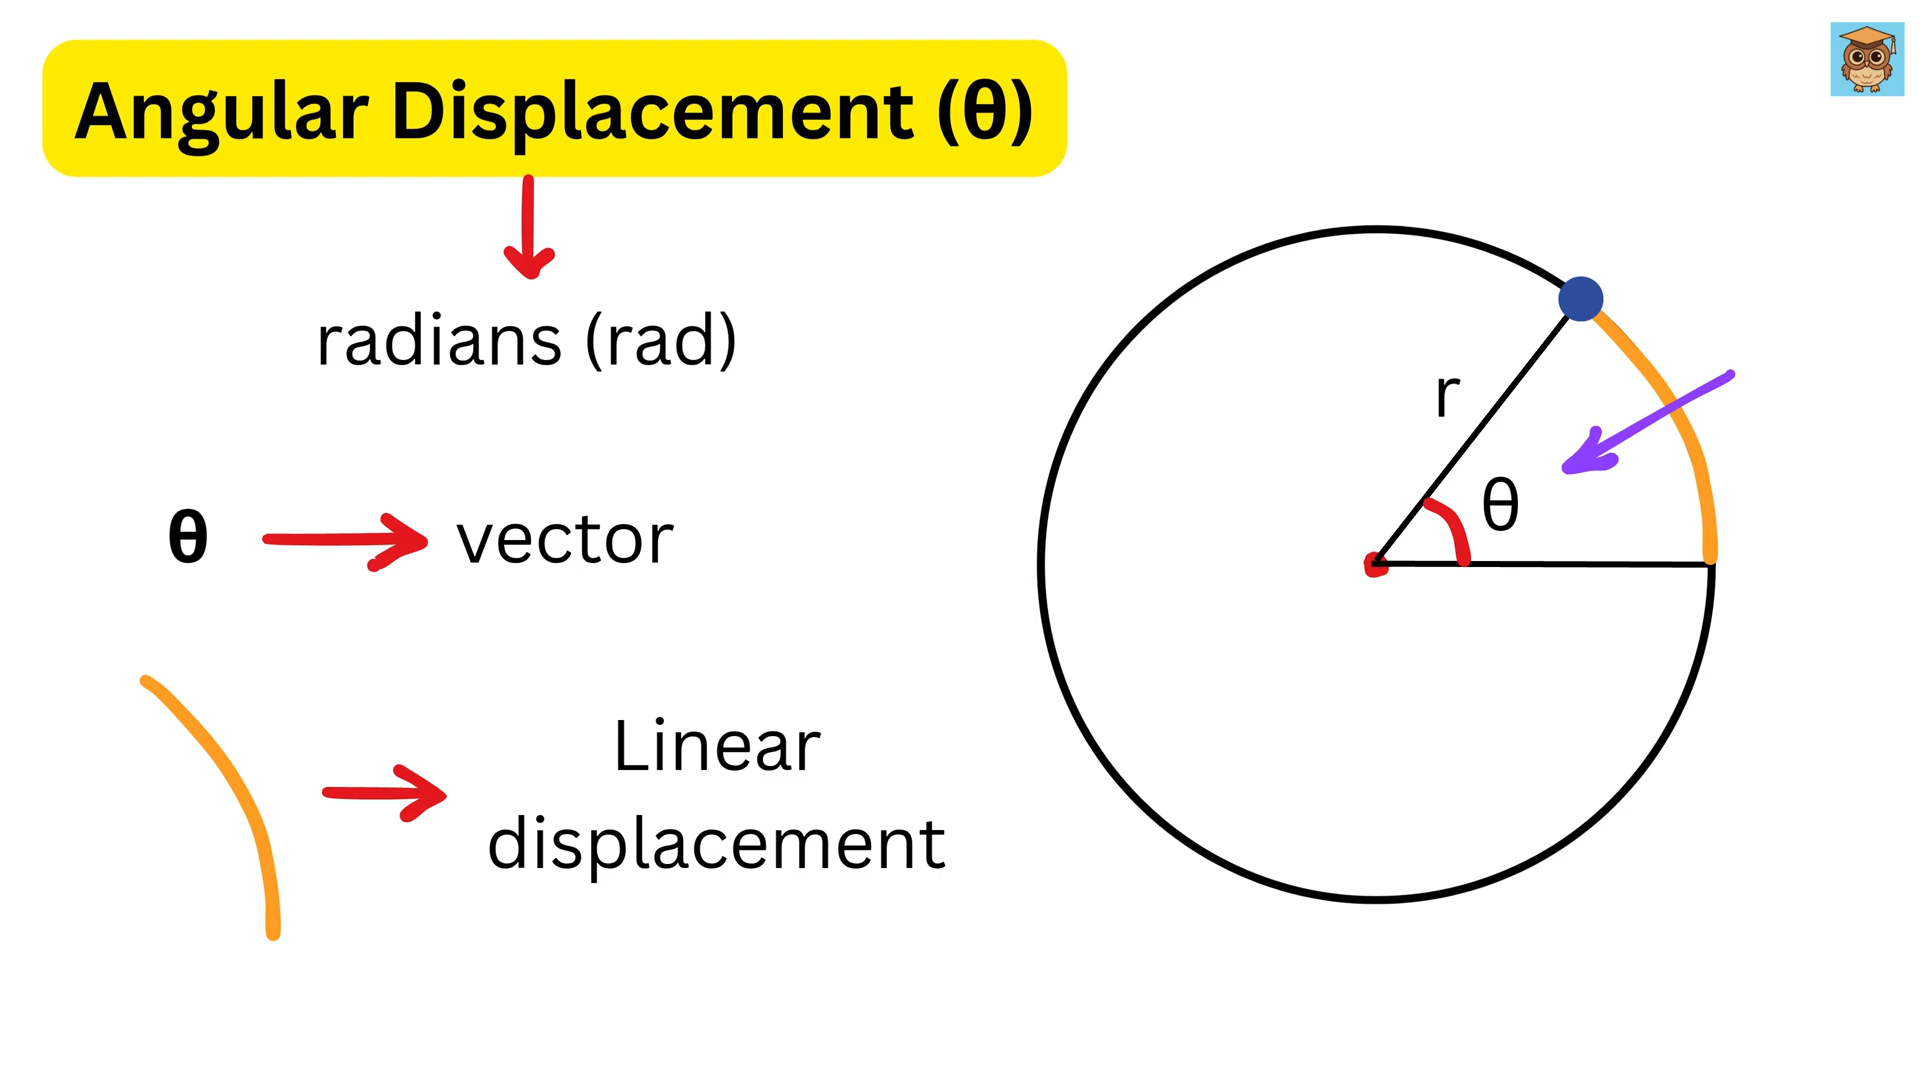 Angular Displacement (θ)
radians (rad)
r
θ
θ
vector
Linear
displacement